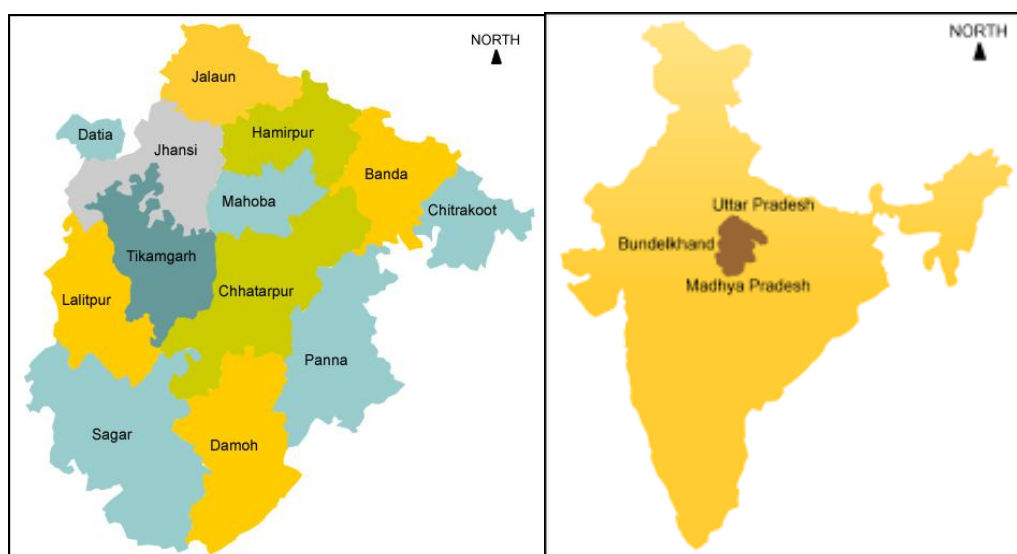 NORTH
Jalaun
Hamirpur
Datia
Jhansi
Banda
Mahoba
Chitrakoot
Tikamgarh
Chhatarpur
Lalitpur
Panna
Sagar
Damoh
NORTH
Uttar Pradesh
Bundelkhand
Madhya Pradesh